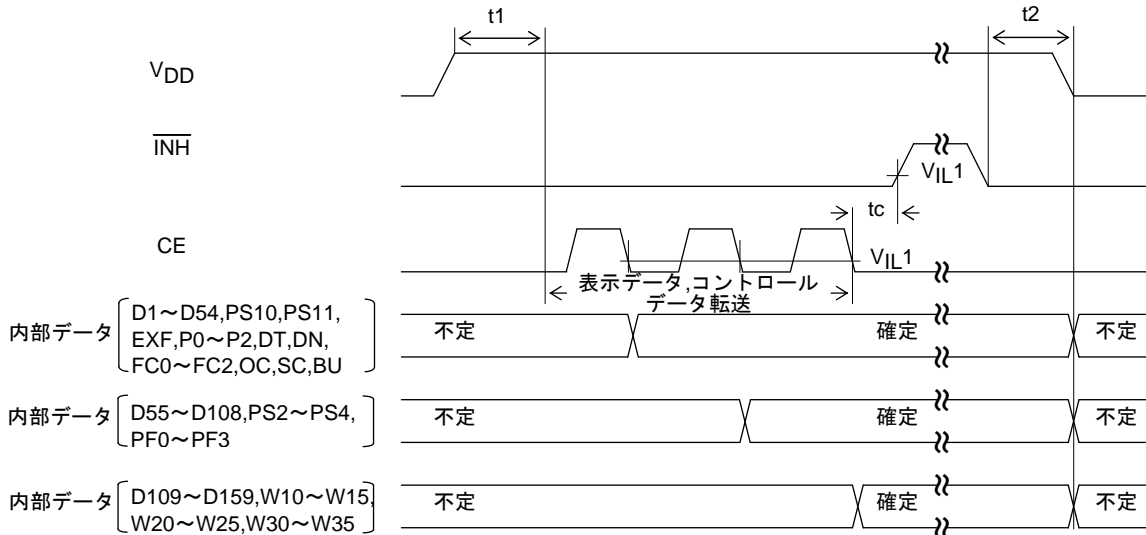 t1
t2
VDD
INH
VIL1
tc
CE
VIL1
表示データ,コントロール
データ転送
内部データ
D1～D54,PS10,PS11,
EXF,P0～P2,DT,DN,
FC0～FC2,OC,SC,BU
不定
確定
不定
内部データ
D55～D108,PS2～PS4,
PF0～PF3
不定
確定
不定
内部データ
D109～D159,W10～W15,
W20～W25,W30～W35
不定
確定
不定